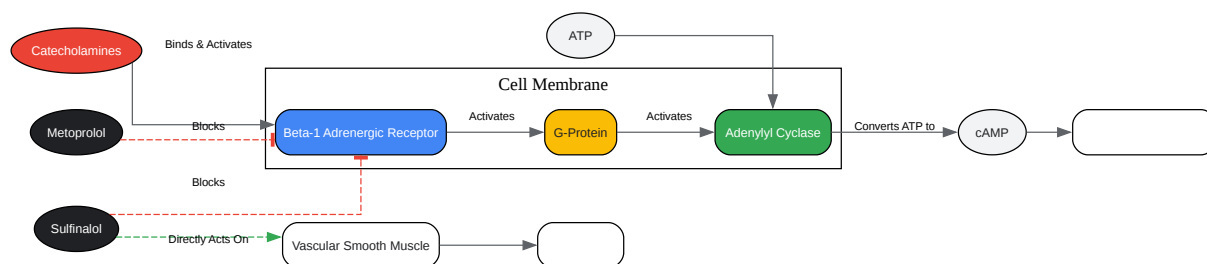 ATP
Catecholamines
Binds & Activates
Cell Membrane
Metoprolol
Blocks
Beta-1 Adrenergic Receptor
Activates
G-Protein
Activates
Adenylyl Cyclase
Converts ATP to
cAMP
Blocks
Sulfinalol
Directly Acts On
Vascular Smooth Muscle